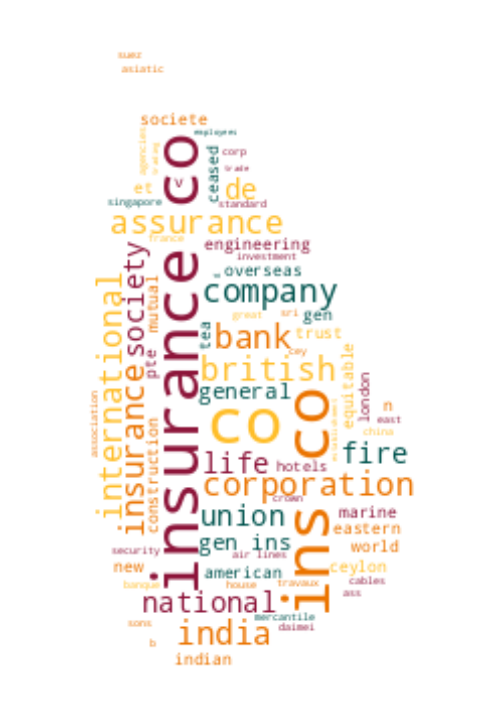 suez
asiatic
societe
employees
agencies
trading
insurance co
v
ceased
corp
trade
et
de
singapore
standard
assurance
france
engineering
investment
society
international
mutual
overseas
company
great
sri
gen
tea
bank
trust
cey
pte
british
equitable
general
insurance
association
construction
co
ins co
london
n
east
china
fire
life
hotels
corporation
crown
union
marine
eastern
gen ins
world
security
air lines
new
american
ceylon
banque
house
travaux
cables
ass
national
mercantile
sons
india
daimei
b
indian